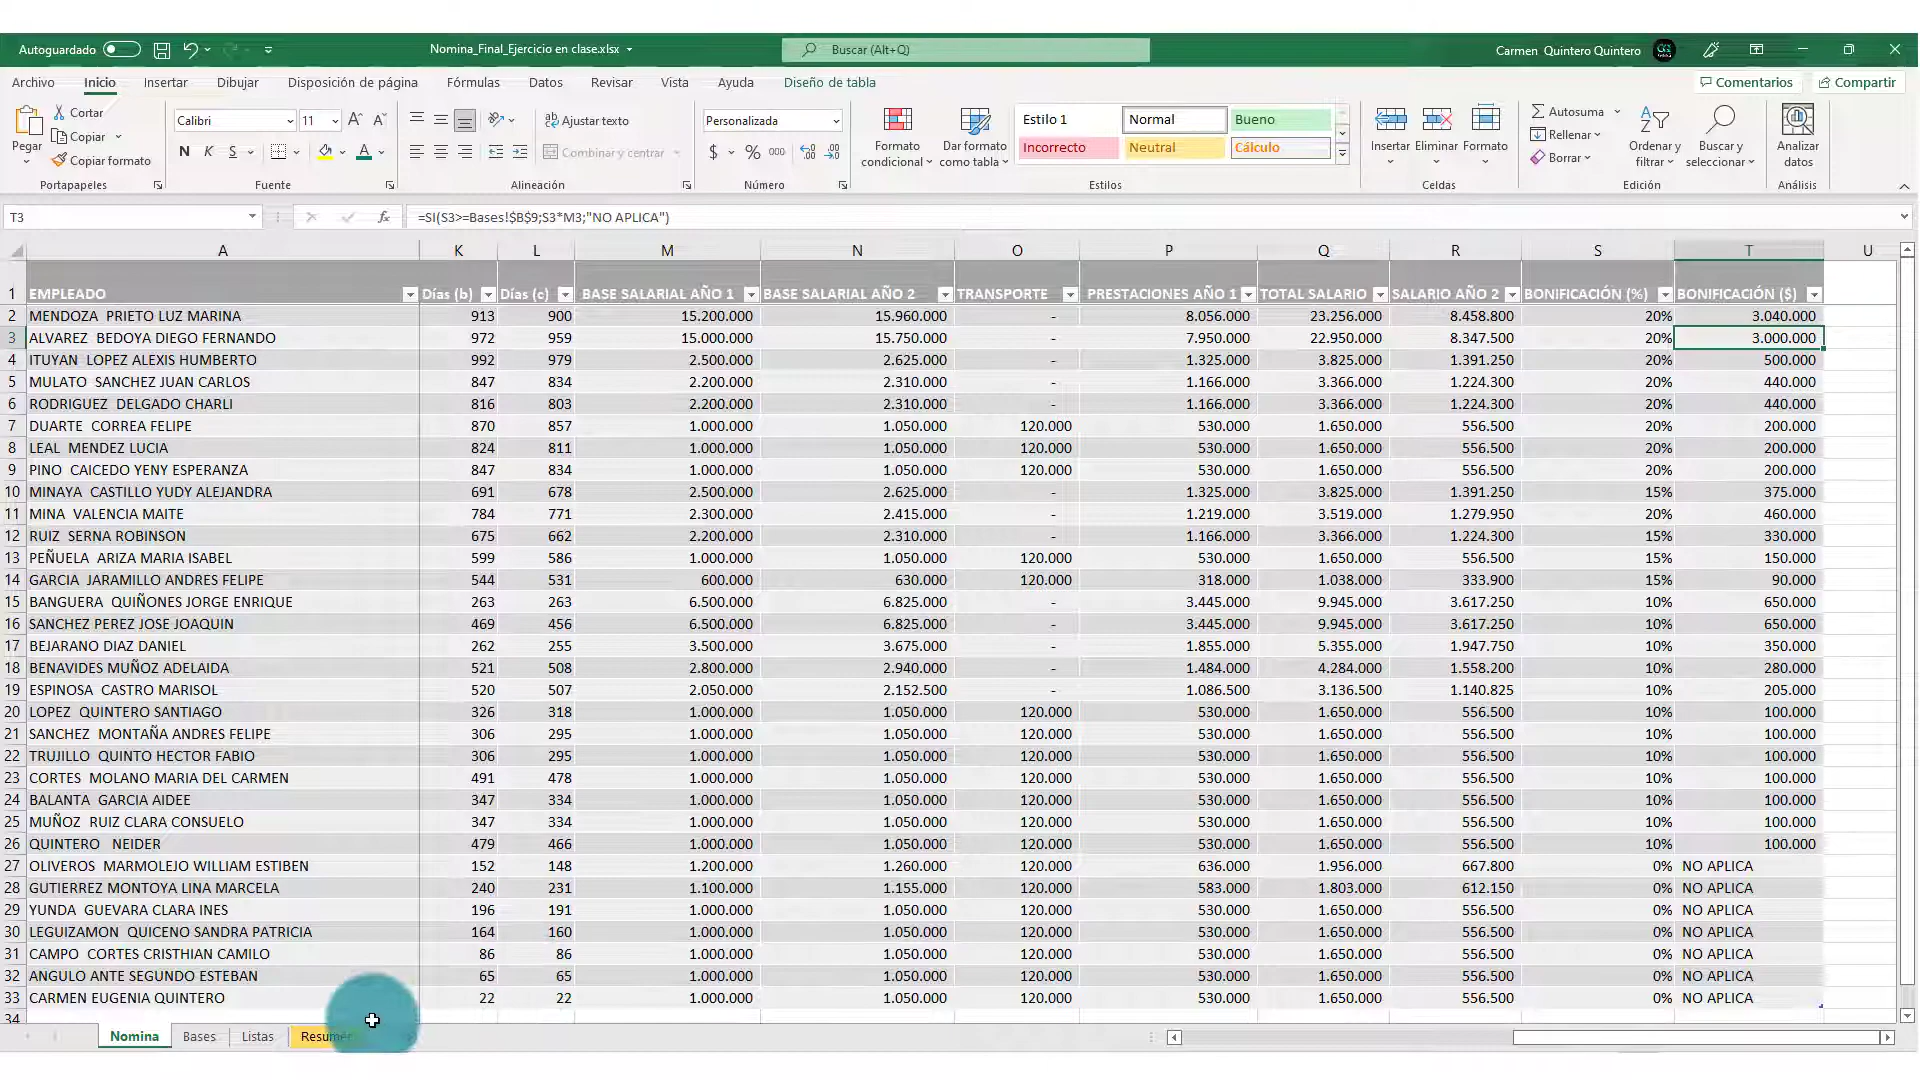 Autoguardado Nomina_Final_Ejercicio en clase.xlsx Buscar (Alt+Q) Carmen Quintero Quintero
Archivo Inicio Insertar Dibujar Disposición de página Fórmulas Datos Revisar Vista Ayuda Diseño de tabla Comentarios Compartir
Pegar Cortar Copiar Copiar formato
Calibri 11 N K S
Ajustar texto Combinar y centrar
Personalizada $ % 000
Formato condicional Dar formato como tabla
Estilo 1 Normal Bueno
Incorrecto Neutral Cálculo
Insertar Eliminar Formato
Autosuma Rellenar Borrar
Ordenar y filtrar Buscar y seleccionar Analizar datos
Portapapeles Fuente Alineación Número Estilos Celdas Edición Análisis
T3 fx =SI(S3>=Bases!$B$9;S3*M3;"NO APLICA")
A K L M N O P Q R S T U
1 EMPLEADO Días (b) Días (c) BASE SALARIAL AÑO 1 BASE SALARIAL AÑO 2 TRANSPORTE PRESTACIONES AÑO 1 TOTAL SALARIO SALARIO AÑO 2 BONIFICACIÓN (%) BONIFICACIÓN ($)
2 MENDOZA PRIETO LUZ MARINA 913 900 15.200.000 15.960.000 - 8.056.000 23.256.000 8.458.800 20% 3.040.000
3 ALVAREZ BEDOYA DIEGO FERNANDO 972 959 15.000.000 15.750.000 - 7.950.000 22.950.000 8.347.500 20% 3.000.000
4 ITUYAN LOPEZ ALEXIS HUMBERTO 992 979 2.500.000 2.625.000 - 1.325.000 3.825.000 1.391.250 20% 500.000
5 MULATO SANCHEZ JUAN CARLOS 847 834 2.200.000 2.310.000 - 1.166.000 3.366.000 1.224.300 20% 440.000
6 RODRIGUEZ DELGADO CHARLI 816 803 2.200.000 2.310.000 - 1.166.000 3.366.000 1.224.300 20% 440.000
7 DUARTE CORREA FELIPE 870 857 1.000.000 1.050.000 120.000 530.000 1.650.000 556.500 20% 200.000
8 LEAL MENDEZ LUCIA 824 811 1.000.000 1.050.000 120.000 530.000 1.650.000 556.500 20% 200.000
9 PINO CAICEDO YENY ESPERANZA 847 834 1.000.000 1.050.000 120.000 530.000 1.650.000 556.500 20% 200.000
10 MINAYA CASTILLO YUDY ALEJANDRA 691 678 2.500.000 2.625.000 - 1.325.000 3.825.000 1.391.250 15% 375.000
11 MINA VALENCIA MAITE 784 771 2.300.000 2.415.000 - 1.219.000 3.519.000 1.279.950 20% 460.000
12 RUIZ SERNA ROBINSON 675 662 2.200.000 2.310.000 - 1.166.000 3.366.000 1.224.300 15% 330.000
13 PEÑUELA ARIZA MARIA ISABEL 599 586 1.000.000 1.050.000 120.000 530.000 1.650.000 556.500 15% 150.000
14 GARCIA JARAMILLO ANDRES FELIPE 544 531 600.000 630.000 120.000 318.000 1.038.000 333.900 15% 90.000
15 BANGUERA QUIÑONES JORGE ENRIQUE 263 263 6.500.000 6.825.000 - 3.445.000 9.945.000 3.617.250 10% 650.000
16 SANCHEZ PEREZ JOSE JOAQUIN 469 456 6.500.000 6.825.000 - 3.445.000 9.945.000 3.617.250 10% 650.000
17 BEJARANO DIAZ DANIEL 262 255 3.500.000 3.675.000 - 1.855.000 5.355.000 1.947.750 10% 350.000
18 BENAVIDES MUÑOZ ADELAIDA 521 508 2.800.000 2.940.000 - 1.484.000 4.284.000 1.558.200 10% 280.000
19 ESPINOSA CASTRO MARISOL 520 507 2.050.000 2.152.500 - 1.086.500 3.136.500 1.140.825 10% 205.000
20 LOPEZ QUINTERO SANTIAGO 326 318 1.000.000 1.050.000 120.000 530.000 1.650.000 556.500 10% 100.000
21 SANCHEZ MONTAÑA ANDRES FELIPE 306 295 1.000.000 1.050.000 120.000 530.000 1.650.000 556.500 10% 100.000
22 TRUJILLO QUINTO HECTOR FABIO 306 295 1.000.000 1.050.000 120.000 530.000 1.650.000 556.500 10% 100.000
23 CORTES MOLANO MARIA DEL CARMEN 491 478 1.000.000 1.050.000 120.000 530.000 1.650.000 556.500 10% 100.000
24 BALANTA GARCIA AIDEE 347 334 1.000.000 1.050.000 120.000 530.000 1.650.000 556.500 10% 100.000
25 MUÑOZ RUIZ CLARA CONSUELO 347 334 1.000.000 1.050.000 120.000 530.000 1.650.000 556.500 10% 100.000
26 QUINTERO NEIDER 479 466 1.000.000 1.050.000 120.000 530.000 1.650.000 556.500 10% 100.000
27 OLIVEROS MARMOLEJO WILLIAM ESTIBEN 152 148 1.200.000 1.260.000 120.000 636.000 1.956.000 667.800 0% NO APLICA
28 GUTIERREZ MONTOYA LINA MARCELA 240 231 1.100.000 1.155.000 120.000 583.000 1.803.000 612.150 0% NO APLICA
29 YUNDA GUEVARA CLARA INES 196 191 1.000.000 1.050.000 120.000 530.000 1.650.000 556.500 0% NO APLICA
30 LEGUIZAMON QUICENO SANDRA PATRICIA 164 160 1.000.000 1.050.000 120.000 530.000 1.650.000 556.500 0% NO APLICA
31 CAMPO CORTES CRISTHIAN CAMILO 86 86 1.000.000 1.050.000 120.000 530.000 1.650.000 556.500 0% NO APLICA
32 ANGULO ANTE SEGUNDO ESTEBAN 65 65 1.000.000 1.050.000 120.000 530.000 1.650.000 556.500 0% NO APLICA
33 CARMEN EUGENIA QUINTERO 22 22 1.000.000 1.050.000 120.000 530.000 1.650.000 556.500 0% NO APLICA
34
Nomina Bases Listas Resumen